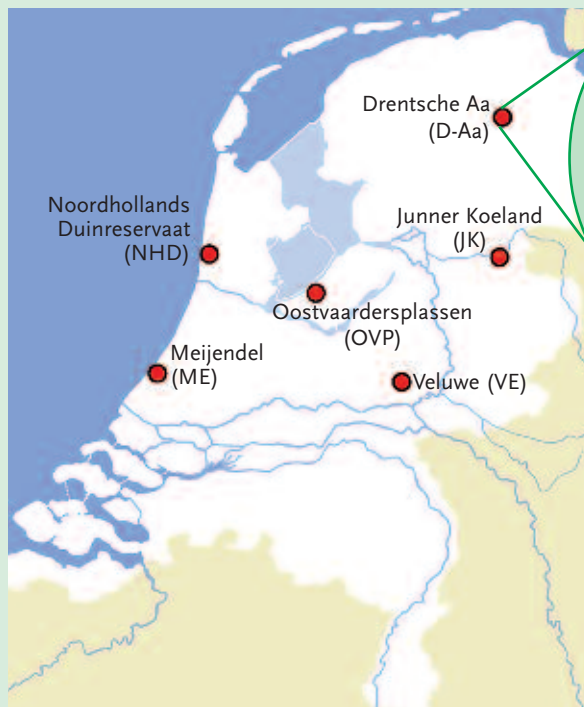 Drentsche Aa
(D-Aa)
Noordhollands
Duinreservaat
(NHD)
Junner Koeland
(JK)
Oostvaardersplassen
(OVP)
Meijendel
(ME)
Veluwe (VE)